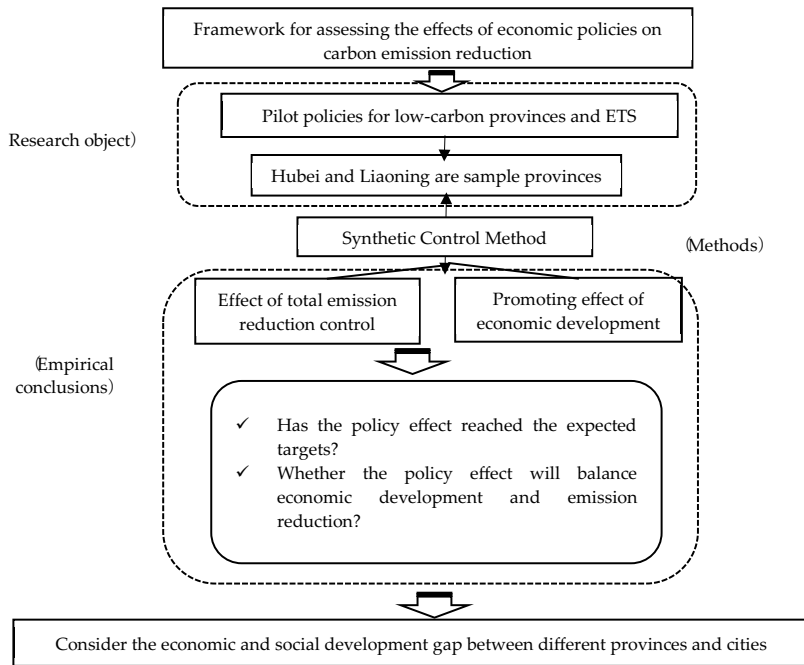 Framework for assessing the effects of economic policies on
carbon emission reduction
Pilot policies for low-carbon provinces and ETS
Research object)
Hubei and Liaoning are sample provinces
Synthetic Control Method
(Methods)
Effect of total emission
reduction control
Promoting effect of
economic development
(Empirical
conclusions)
✓ Has the policy effect reached the expected
targets?
✓ Whether the policy effect will balance
economic development and emission
reduction?
Consider the economic and social development gap between different provinces and cities